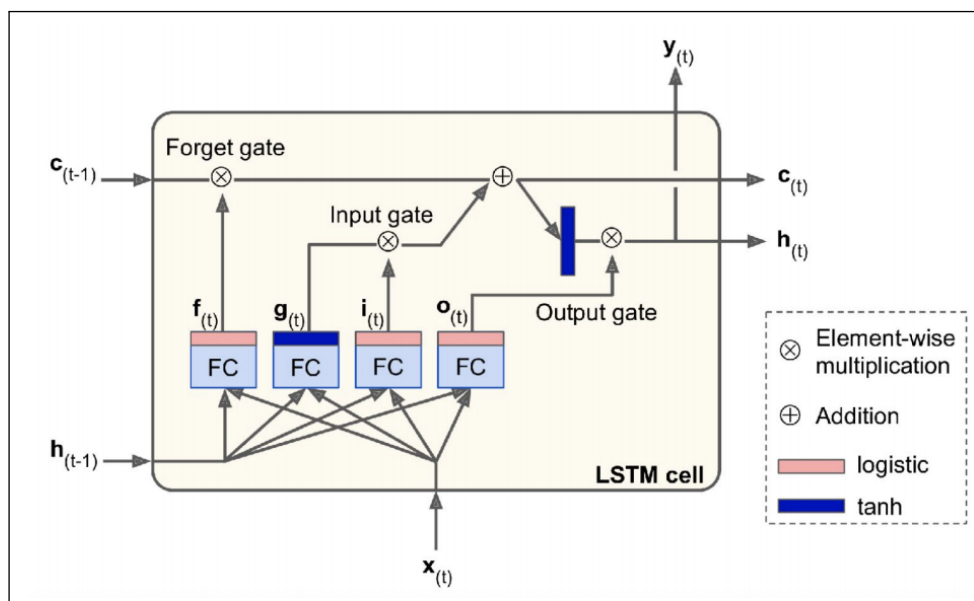 y(t)
Forget gate
c(t-1)
c(t)
Input gate
h(t)
f(t)
g(t)
i(t)
o(t)
Output gate
FC
FC
FC
FC
h(t-1)
LSTM cell
x(t)
Element-wise
multiplication
Addition
logistic
tanh